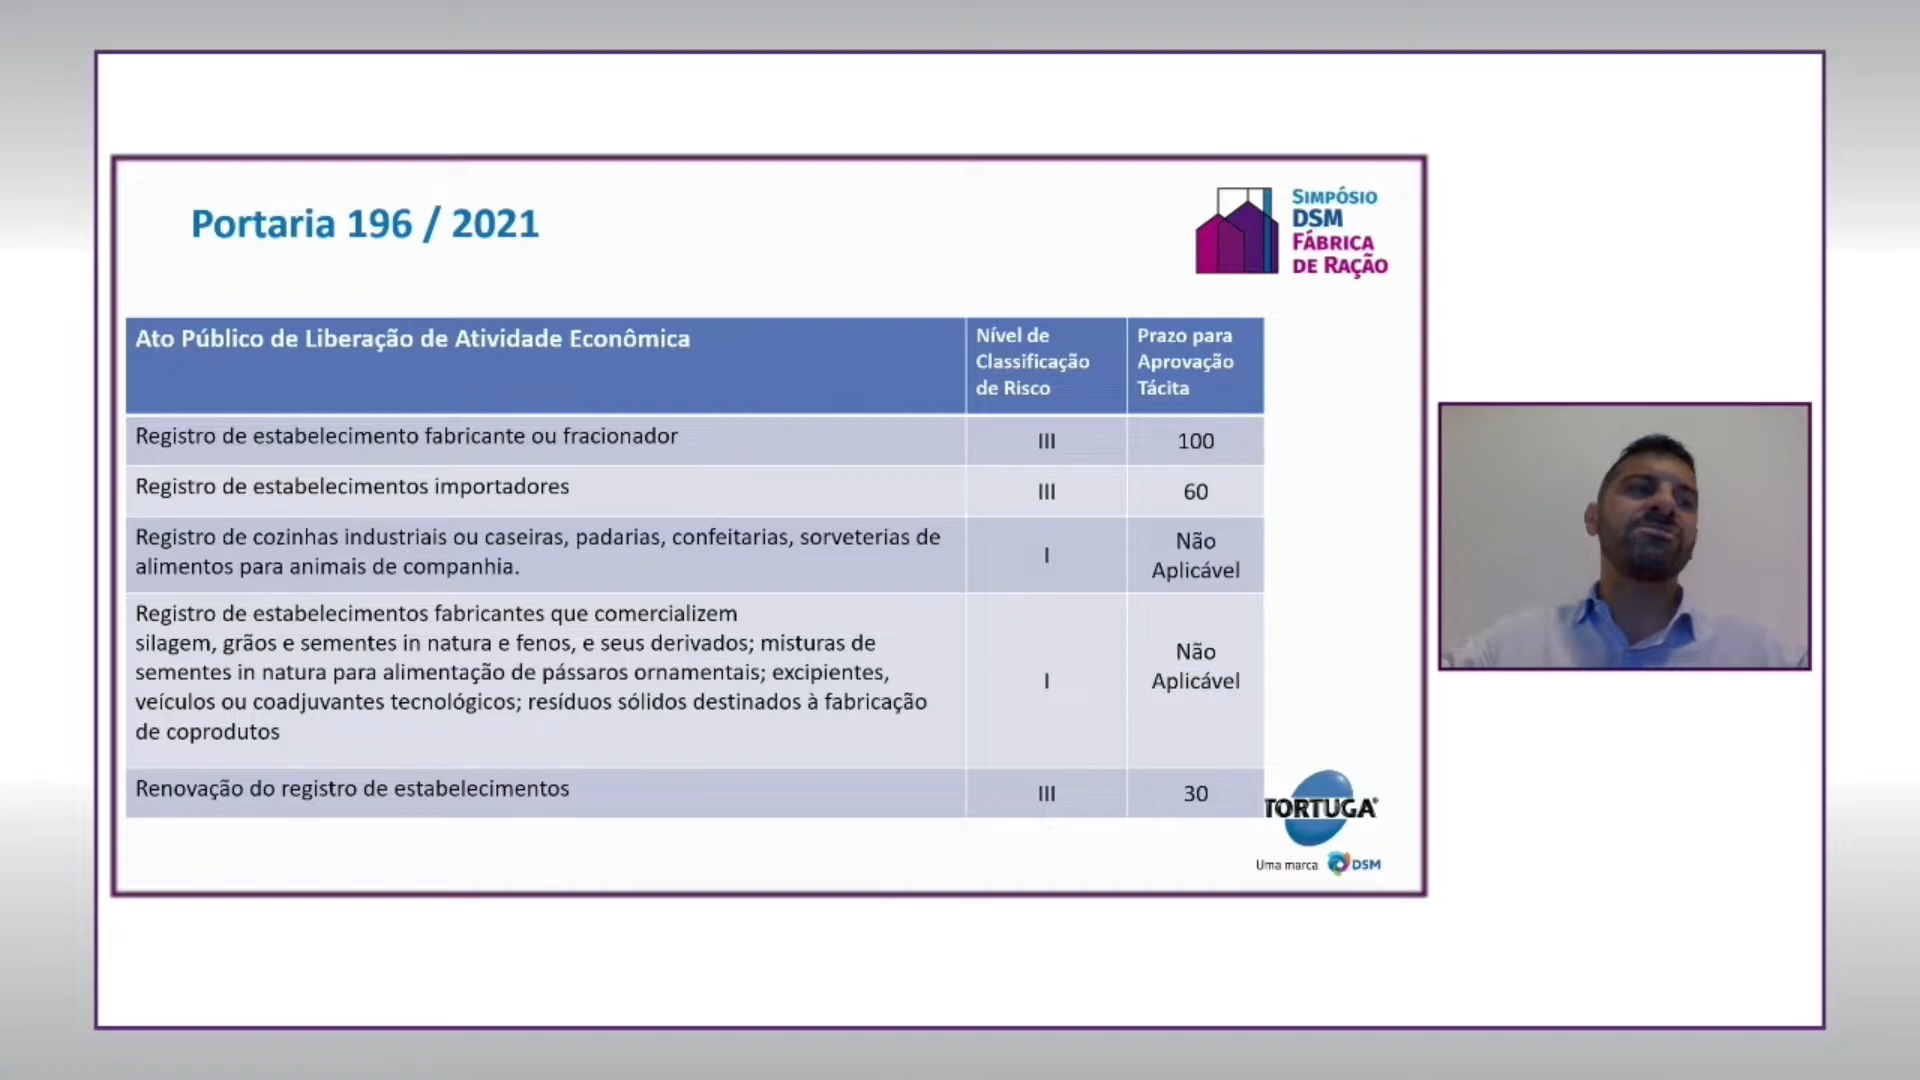 Portaria 196 / 2021
SIMPÓSIO
DSM
FÁBRICA
DE RAÇÃO
Ato Público de Liberação de Atividade Econômica
Nível de
Classificação
de Risco
Prazo para
Aprovação
Tácita
Registro de estabelecimento fabricante ou fracionador
III
100
Registro de estabelecimentos importadores
III
60
Registro de cozinhas industriais ou caseiras, padarias, confeitarias, sorveterias de
alimentos para animais de companhia.
I
Não
Aplicável
Registro de estabelecimentos fabricantes que comercializem
silagem, grãos e sementes in natura e fenos, e seus derivados; misturas de
sementes in natura para alimentação de pássaros ornamentais; excipientes,
veículos ou coadjuvantes tecnológicos; resíduos sólidos destinados à fabricação
de coprodutos
I
Não
Aplicável
Renovação do registro de estabelecimentos
III
30
TORTUGA®
Uma marca DSM